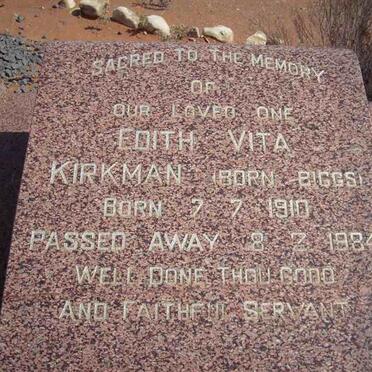 SACRED TO THE MEMORY
OF
OUR LOVED ONE
EDITH VITA
KIRKMAN (BORN BIGGS)
BORN 7 7 1910
PASSED AWAY 8 2 1984
WELL DONE THOU GOOD
AND FAITHFUL SERVANT